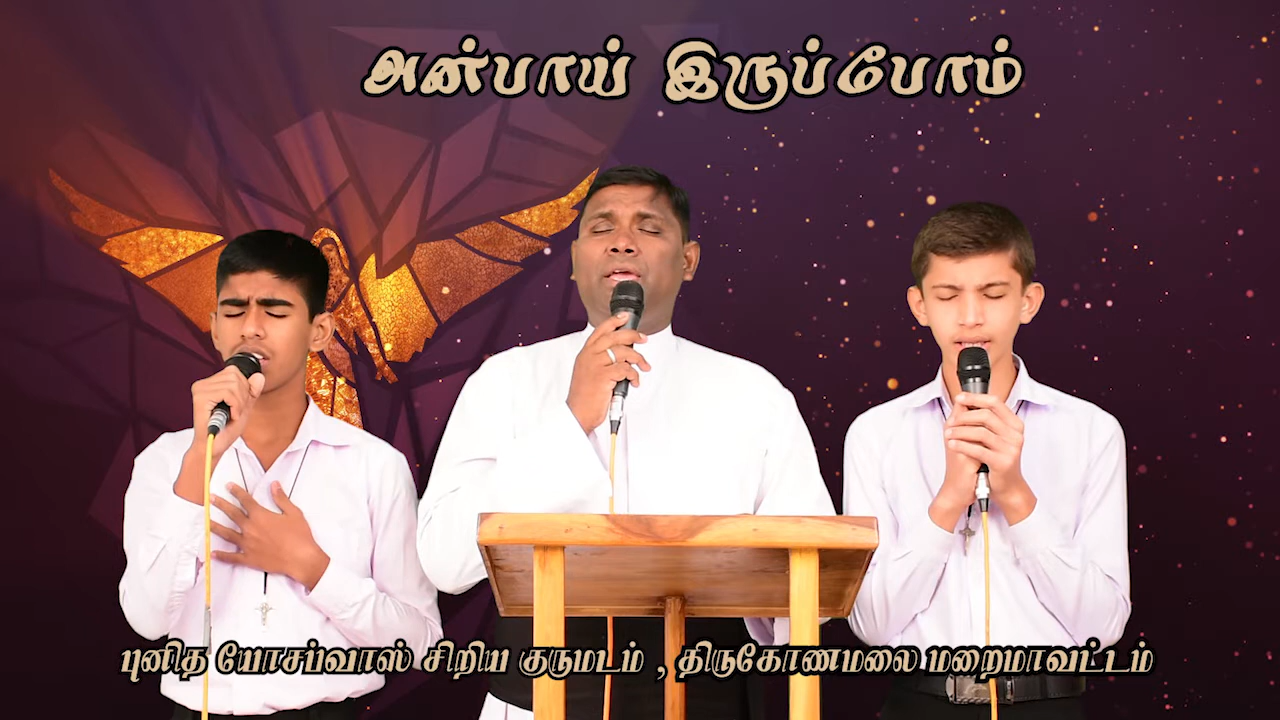 அன்பாய் இருப்போம்
புனித யோசப்வாஸ் சிறிய குருமடம் , திருகோணமலை மறைமாவட்டம்